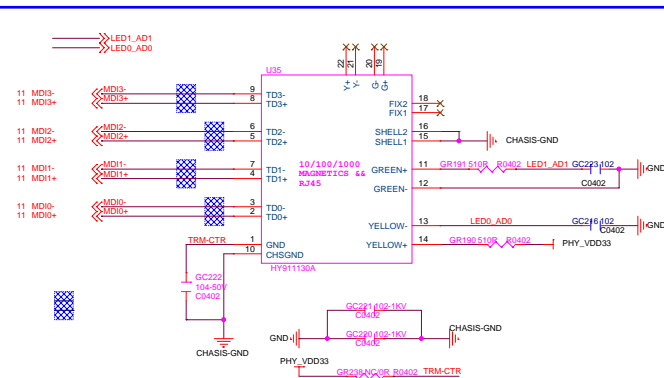 LED1_AD1
LED0_AD0
U35
22 21 20 19
Y+ Y- G- G+
11 MDI3- MDI3- 9 TD3-
11 MDI3+ MDI3+ 8 TD3+
11 MDI2- MDI2- 6 TD2-
11 MDI2+ MDI2+ 5 TD2+
11 MDI1- MDI1- 7 TD1-
11 MDI1+ MDI1+ 4 TD1+
11 MDI0- MDI0- 3 TD0-
11 MDI0+ MDI0+ 2 TD0+
TRM-CTR 1 GND
10 CHSGND
HY911130A
10/100/1000
MAGNETICS &&
RJ45
FIX2 18
FIX1 17
SHELL2 16
SHELL1 15
CHASIS-GND
GREEN+ 11 GR191 510R R0402 LED1_AD1 GC223 102
C0402
GND
GREEN- 12
YELLOW- 13 LED0_AD0 GC216 102
C0402
GND
YELLOW+ 14 GR190 510R R0402 PHY_VDD33
GC222
104-50V
C0402
CHASIS-GND
GC221 102-1KV
C0402
GND
GC220 102-1KV
C0402
CHASIS-GND
PHY_VDD33
GR238 NC/0R R0402 TRM-CTR